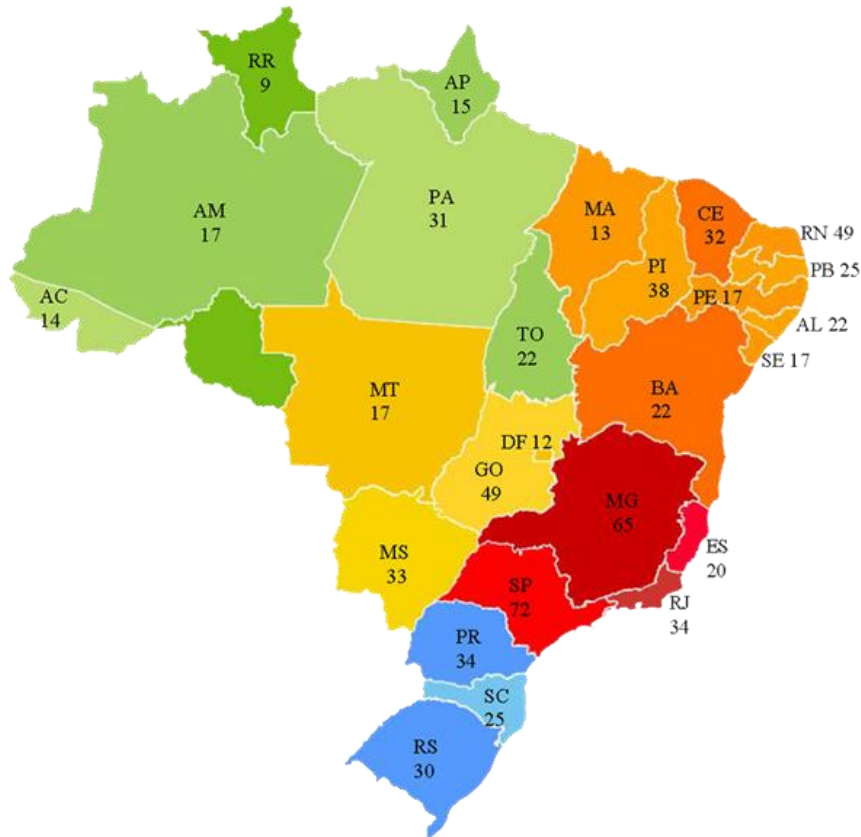 RR
9
AP
15
AM
17
PA
31
MA
13
CE
32
RN 49
PB 25
PI
38
PE 17
AL 22
SE 17
AC
14
TO
22
MT
17
BA
22
DF 12
GO
49
MG
65
ES
20
MS
33
SP
72
RJ
34
PR
34
SC
25
RS
30